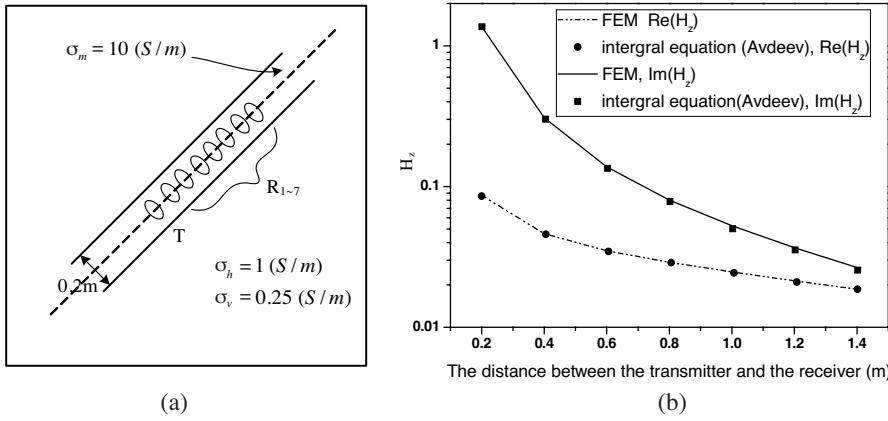 σm = 10 (S/m)
R1~7
T
0.2m
σh = 1 (S/m)
σv = 0.25 (S/m)
(a)
FEM Re(Hz)
intergral equation (Avdeev), Re(Hz)
FEM, Im(Hz)
intergral equation(Avdeev), Im(Hz)
Hz
1
0.1
0.01
0.2 0.4 0.6 0.8 1.0 1.2 1.4
The distance between the transmitter and the receiver (m)
(b)